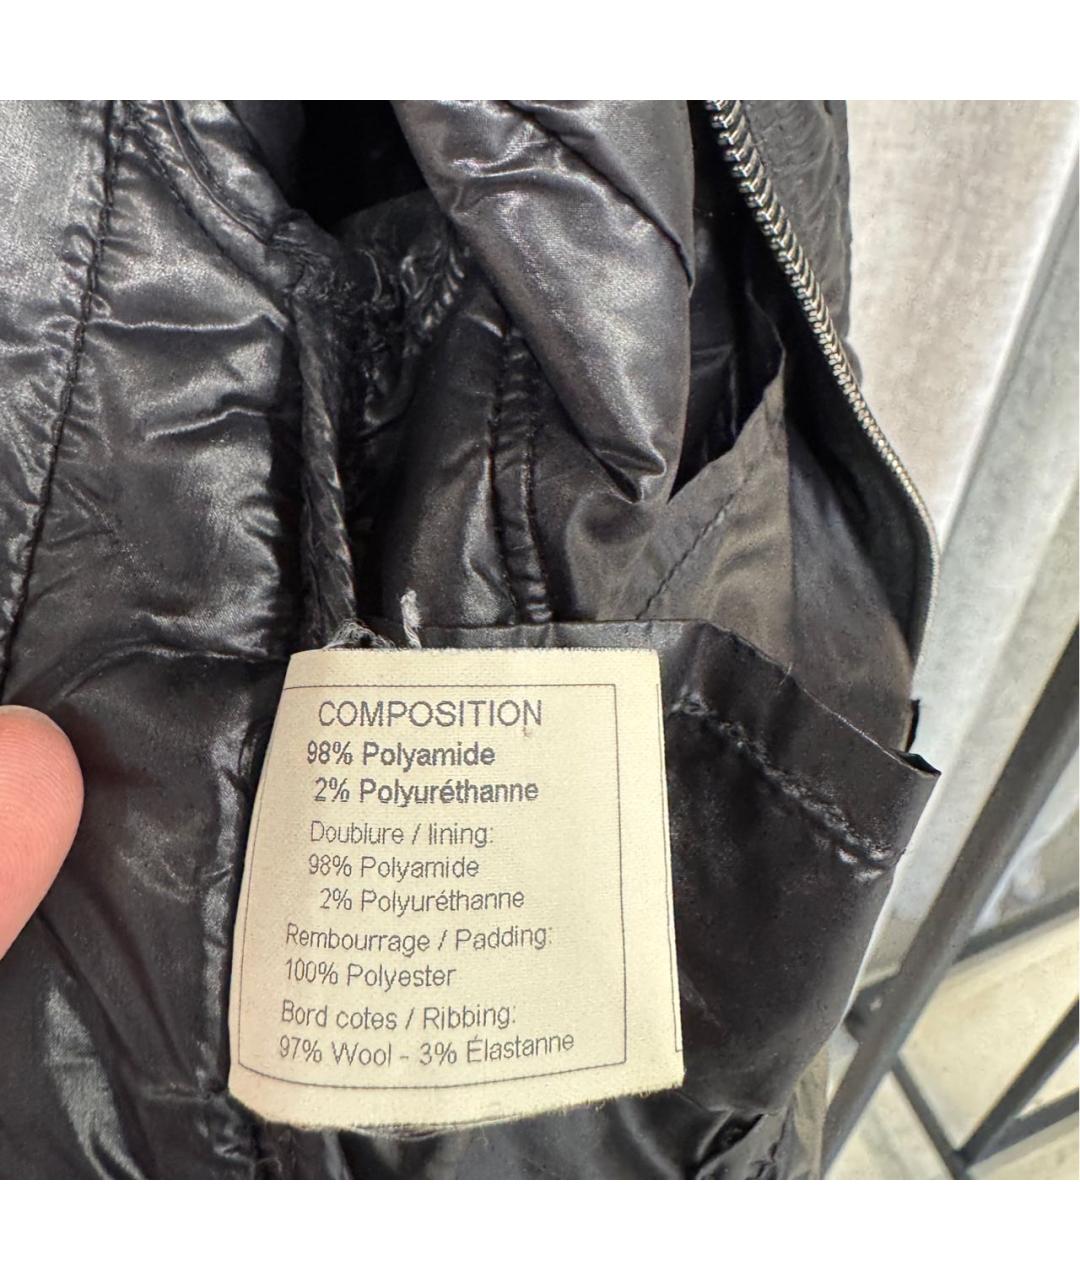 COMPOSITION
98% Polyamide
2% Polyuréthanne
Doublure / lining:
98% Polyamide
2% Polyuréthanne
Rembourrage / Padding:
100% Polyester
Bord cotes / Ribbing:
97% Wool - 3% Élastanne